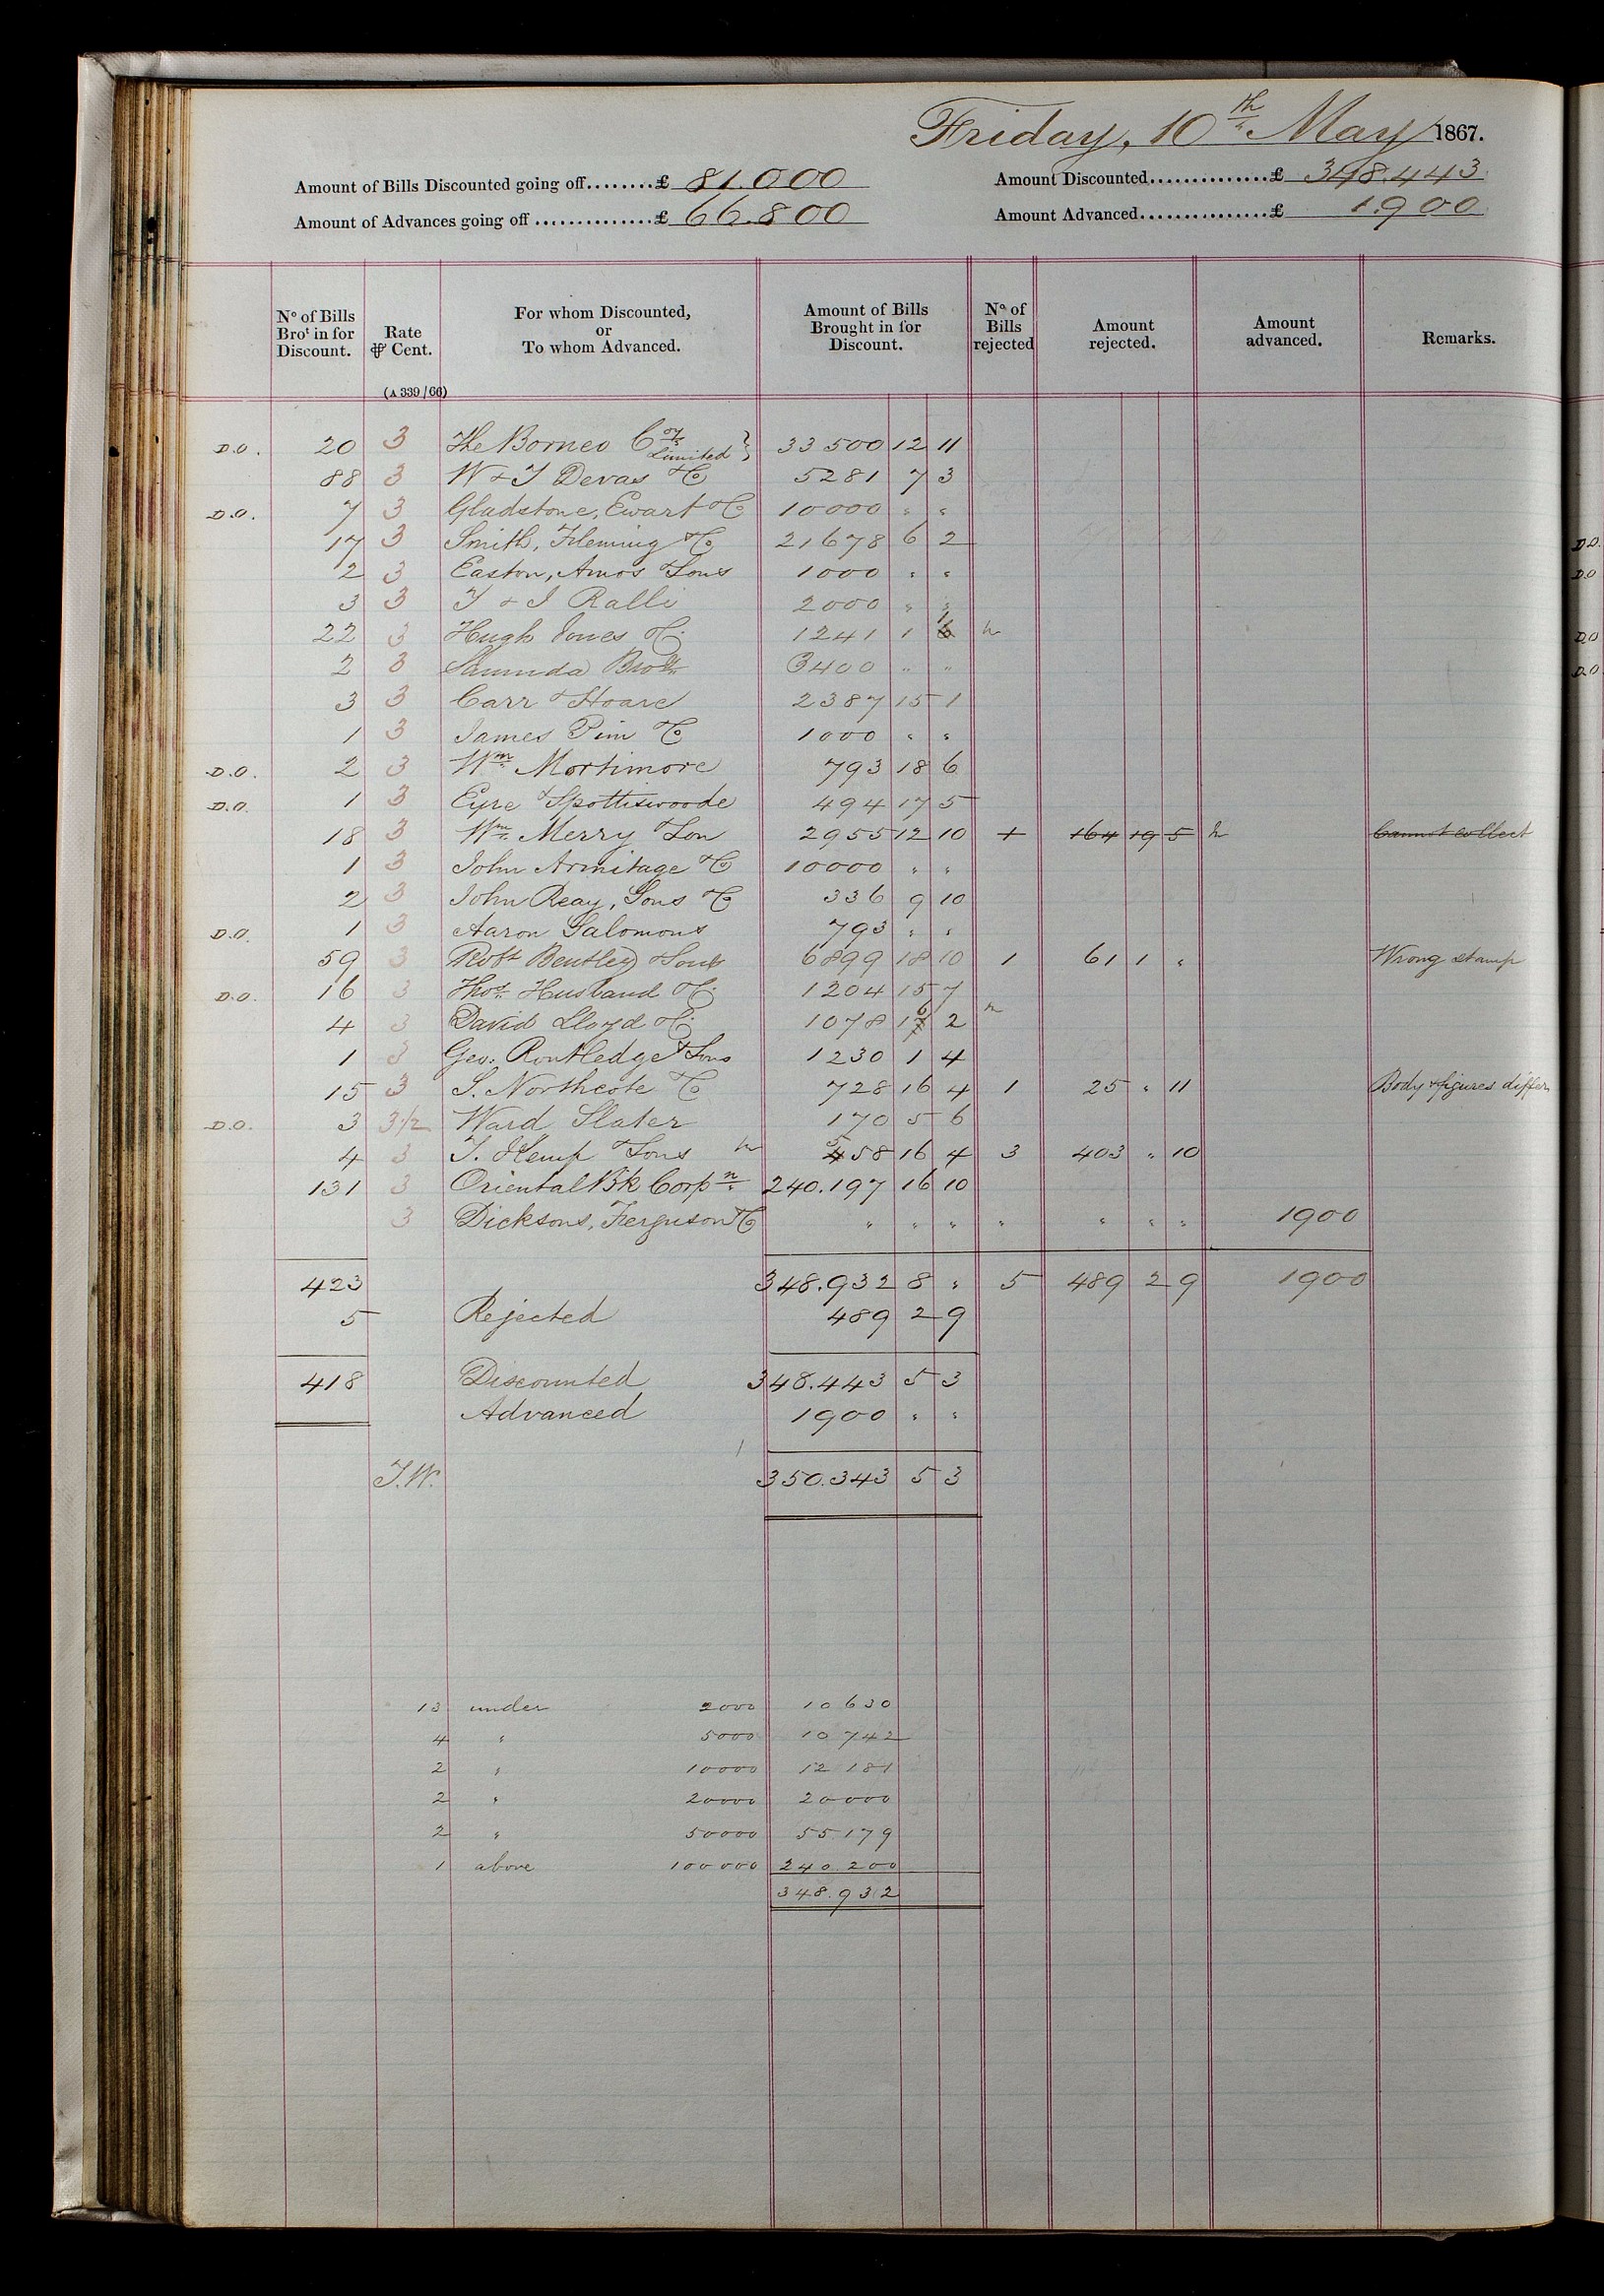 Friday, 10th May 1867.
Amount of Bills Discounted going off........£ 81.000 Amount Discounted..............£ 348.443
Amount of Advances going off..............£ 66.800 Amount Advanced...............£ 1.900
No of Bills Brot in for Discount. Rate ⅌ Cent. (A 339/66) For whom Discounted, or To whom Advanced. Amount of Bills Brought in for Discount. No of Bills rejected Amount rejected. Amount advanced. Remarks.
D.O. 20 3 The Borneo Coy. Limited } 33500 12 11
88 3 W & T Devas & Co 5281 7 3
D.O. 7 3 Gladstone, Ewart & Co 10000 " "
17 3 Smith, Fleming & Co 21678 6 2
2 3 Easton, Amos & Sons 1000 " "
3 3 T & J Ralli 2000 " "
22 3 Hugh Jones & Co 1241 1 1
2 3 Brors 3400 " "
3 3 Carr & Hoare 2387 15 1
1 3 James Pim & Co 1000 " "
D.O. 2 3 Wm Mortimore 793 18 6
D.O. 1 3 Eyre & Spottiswoode 494 17 5
18 3 Wm Merry & Son 2955 12 10 1 164 19 5 Cannot collect
1 3 John Armitage & Co 10000 " "
2 3 John Reay, Sons & Co 336 9 10
D.O. 1 3 Aaron Salomons 793 " "
59 3 Robt Bentley & Sons 6899 18 10 1 61 1 " Wrong stamp
D.O. 16 3 Thos Husband & Co 1204 15 7
4 3 David Lloyd & Co 1078 16 2
1 3 Geo. Routledge & Sons 1230 1 4
15 3 S. Northcote & Co 728 16 4 1 25 " 11 Body & figures differ
D.O. 3 3½ Ward Slater 170 5 6
4 3 T. Kemp & Sons 558 16 4 3 403 " 10
131 3 Oriental Bk Corpn 240.197 16 10
3 Dicksons, Ferguson & Co " " " " " " " 1900
423 348.932 8 " 5 489 2 9 1900
5 Rejected 489 2 9
418 Discounted 348.443 5 3
Advanced 1900 " "
J.W. 350.343 5 3
13 under 2000 10630
4 " 5000 10742
2 " 10000 12181
2 " 20000 20000
2 " 50000 55179
1 above 100000 240.200
348.932
D.O.
D.O
D.O
D.O